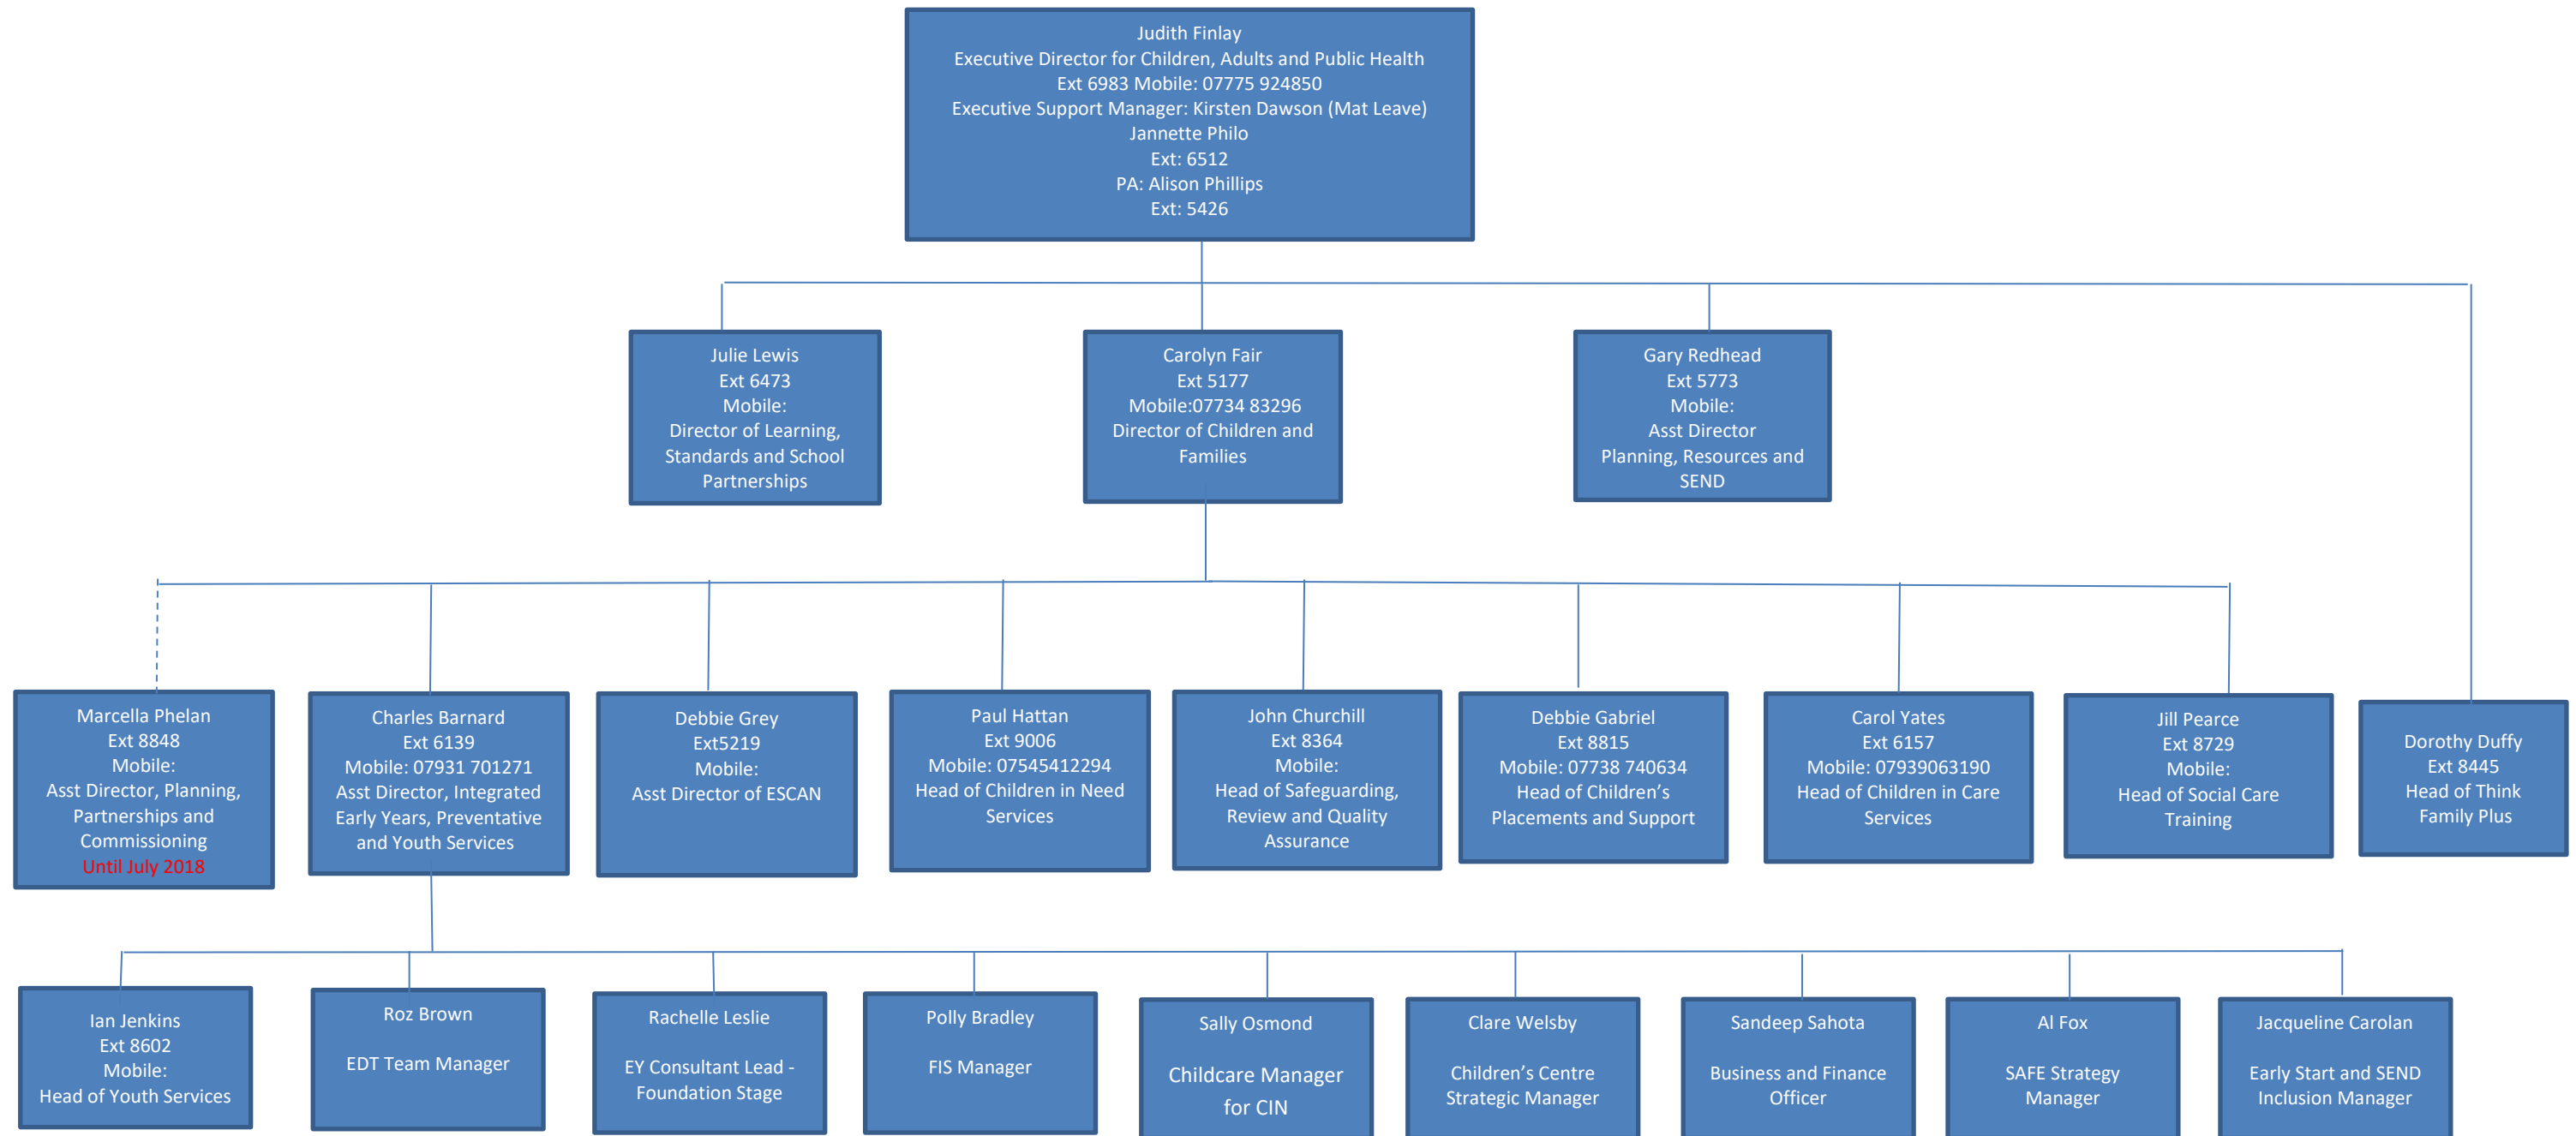 Judith Finlay
Executive Director for Children, Adults and Public Health
Ext 6983 Mobile: 07775 924850
Executive Support Manager: Kirsten Dawson (Mat Leave)
Jannette Philo
Ext: 6512
PA: Alison Phillips
Ext: 5426
Julie Lewis
Ext 6473
Mobile:
Director of Learning,
Standards and School
Partnerships
Carolyn Fair
Ext 5177
Mobile:07734 83296
Director of Children and
Families
Gary Redhead
Ext 5773
Mobile:
Asst Director
Planning, Resources and
SEND
Marcella Phelan
Ext 8848
Mobile:
Asst Director, Planning,
Partnerships and
Commissioning
Until July 2018
Charles Barnard
Ext 6139
Mobile: 07931 701271
Asst Director, Integrated
Early Years, Preventative
and Youth Services
Debbie Grey
Ext5219
Mobile:
Asst Director of ESCAN
Paul Hattan
Ext 9006
Mobile: 07545412294
Head of Children in Need
Services
John Churchill
Ext 8364
Mobile:
Head of Safeguarding,
Review and Quality
Assurance
Debbie Gabriel
Ext 8815
Mobile: 07738 740634
Head of Children’s
Placements and Support
Carol Yates
Ext 6157
Mobile: 07939063190
Head of Children in Care
Services
Jill Pearce
Ext 8729
Mobile:
Head of Social Care
Training
Dorothy Duffy
Ext 8445
Head of Think
Family Plus
Ian Jenkins
Ext 8602
Mobile:
Head of Youth Services
Roz Brown
EDT Team Manager
Rachelle Leslie
EY Consultant Lead -
Foundation Stage
Polly Bradley
FIS Manager
Sally Osmond
Childcare Manager
for CIN
Clare Welsby
Children’s Centre
Strategic Manager
Sandeep Sahota
Business and Finance
Officer
Al Fox
SAFE Strategy
Manager
Jacqueline Carolan
Early Start and SEND
Inclusion Manager